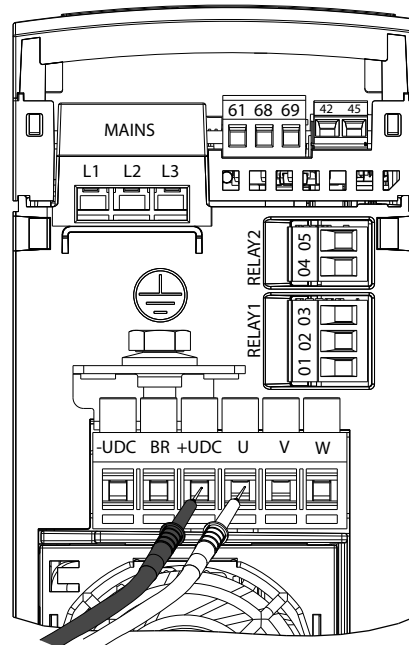 61 68 69
42 45
MAINS
L1 L2 L3
RELAY2
04 05
RELAY1
01 02 03
-UDC BR +UDC U V W